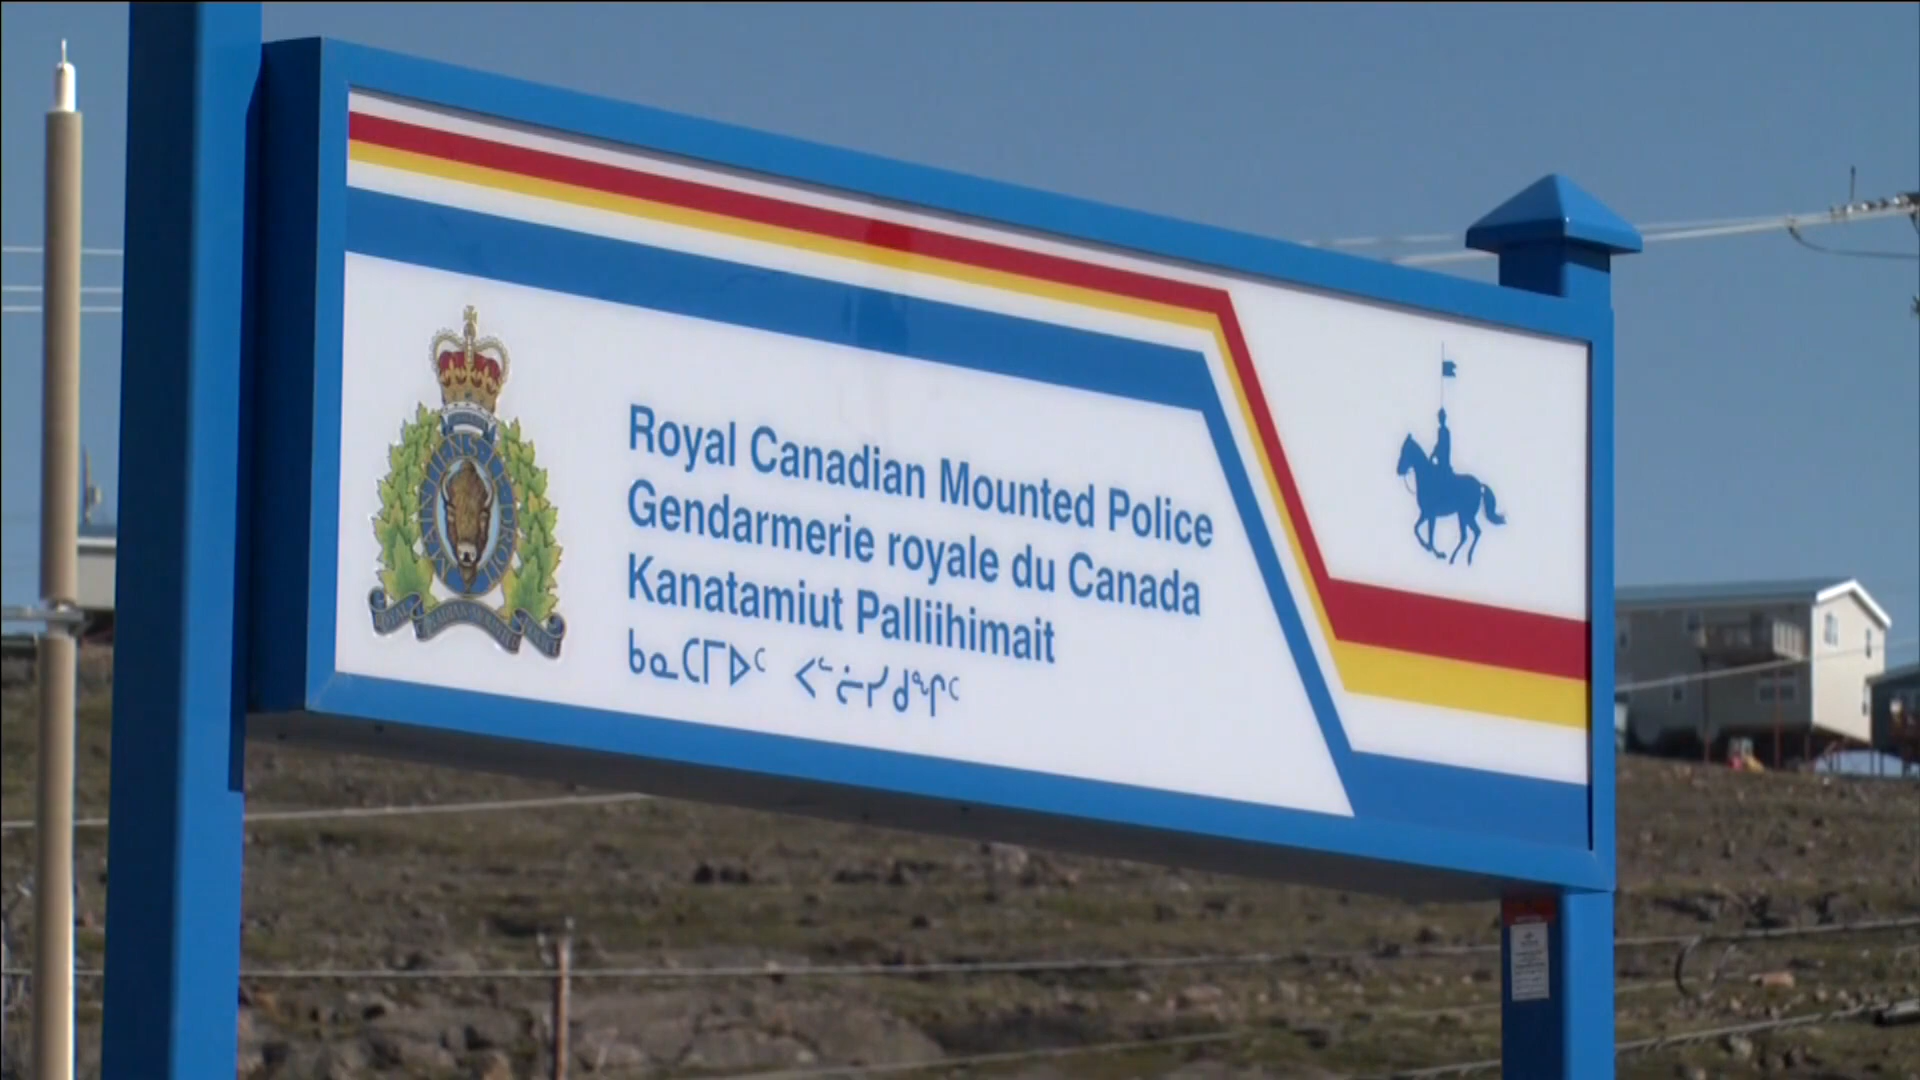 Royal Canadian Mounted Police
Gendarmerie royale du Canada
Kanatamiut Palliihimait
ᑲᓇᑕᒥᐅᑦ ᐸᓪᓖᓯᑯᖏᑦ